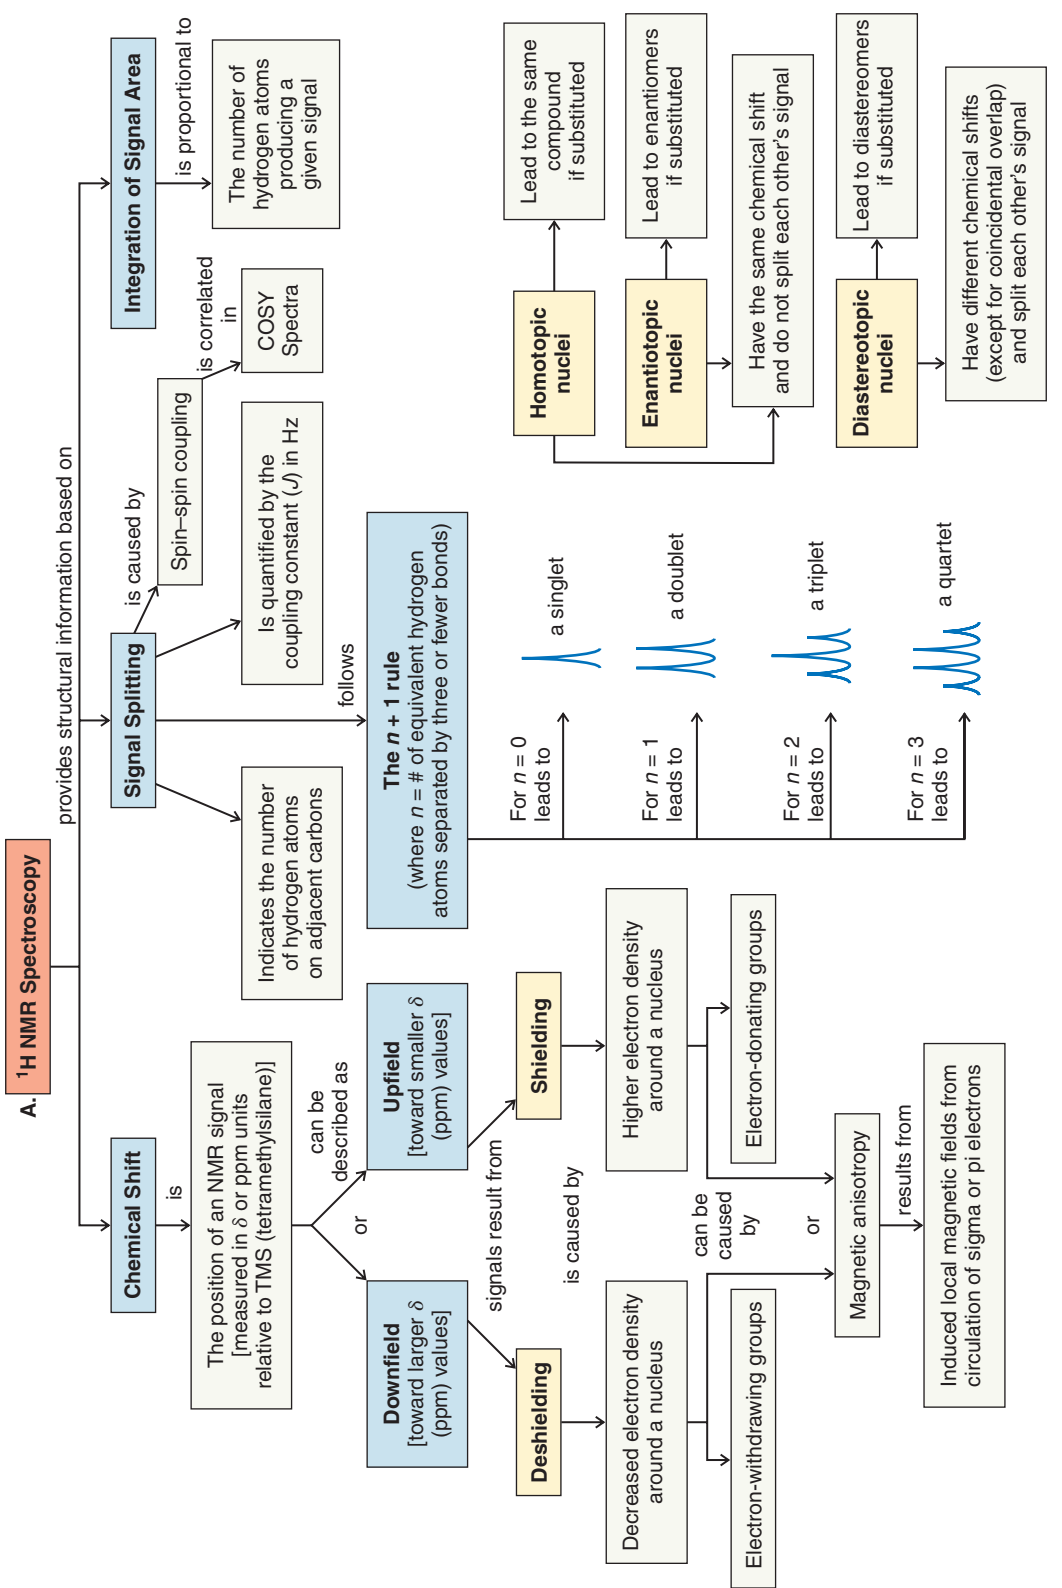 A. ¹H NMR Spectroscopy
provides structural information based on
Chemical Shift
is
The position of an NMR signal
[measured in δ or ppm units
relative to TMS (tetramethylsilane)]
can be
described as
or
Downfield
[toward larger δ
(ppm) values]
Upfield
[toward smaller δ
(ppm) values]
signals result from
Deshielding
Shielding
is caused by
Decreased electron density
around a nucleus
Higher electron density
around a nucleus
can be
caused
by
Electron-withdrawing groups
Electron-donating groups
or
Magnetic anisotropy
results from
Induced local magnetic fields from
circulation of sigma or pi electrons
Signal Splitting
is caused by
Spin–spin coupling
is correlated
in
COSY
Spectra
Indicates the number
of hydrogen atoms
on adjacent carbons
Is quantified by the
coupling constant (J) in Hz
follows
The n + 1 rule
(where n = # of equivalent hydrogen
atoms separated by three or fewer bonds)
For n = 0
leads to
a singlet
For n = 1
leads to
a doublet
For n = 2
leads to
a triplet
For n = 3
leads to
a quartet
Integration of Signal Area
is proportional to
The number of
hydrogen atoms
producing a
given signal
Homotopic
nuclei
Lead to the same
compound
if substituted
Enantiotopic
nuclei
Lead to enantiomers
if substituted
Have the same chemical shift
and do not split each other’s signal
Diastereotopic
nuclei
Lead to diastereomers
if substituted
Have different chemical shifts
(except for coincidental overlap)
and split each other’s signal